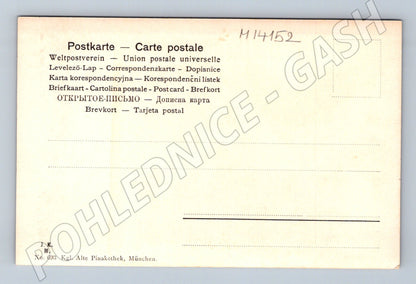 M14152
Postkarte — Carte postale
Weltpostverein — Union postale universelle
Levelező-Lap - Correspondenzkarte - Dopisnice
Karta korespondencyjna — Korespondenční lístek
Briefkaart - Cartolina postale - Post card - Brefkort
ОТКРЫТОЕ-ПИСЬМО — Дописна карта
Brevkort — Tarjeta postal
POHLEDNICE - GASH
Kgl. Alte Pinakothek, München.